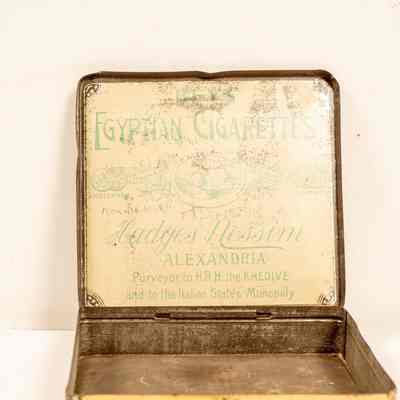 EGYPTIAN CIGARETTES
Hadges Nessim
ALEXANDRIA
Purveyor to H.R.H. the KHEDIVE
and to the Italian States Monopoly